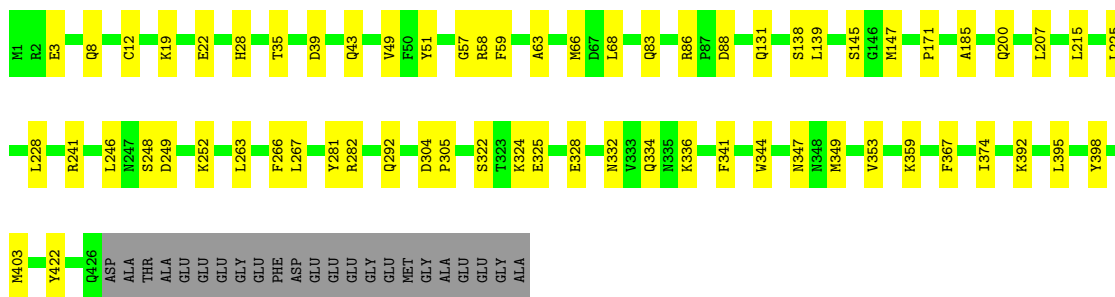 M1 R2 E3 Q8 C12 K19 E22 H28 T35 D39 Q43 V49 F50 Y51 G57 R58 F59 A63 M66 D67 L68 Q83 R86 P87 D88 Q131 S138 L139 S145 G146 M147 P171 A185 Q200 L207 L215
L228 R241 L246 N247 S248 D249 K252 L263 F266 L267 Y281 R282 Q292 D304 P305 S322 T323 K324 E325 E328 N332 V333 Q334 N335 K336 F341 W344 N347 N348 M349 V353 K359 F367 I374 K392 L395 Y398
M403 Y422 Q426 ASP ALA THR ALA GLU GLU GLU GLY GLU PHE ASP GLU GLU GLU GLY GLU MET GLY ALA GLU GLU GLY ALA